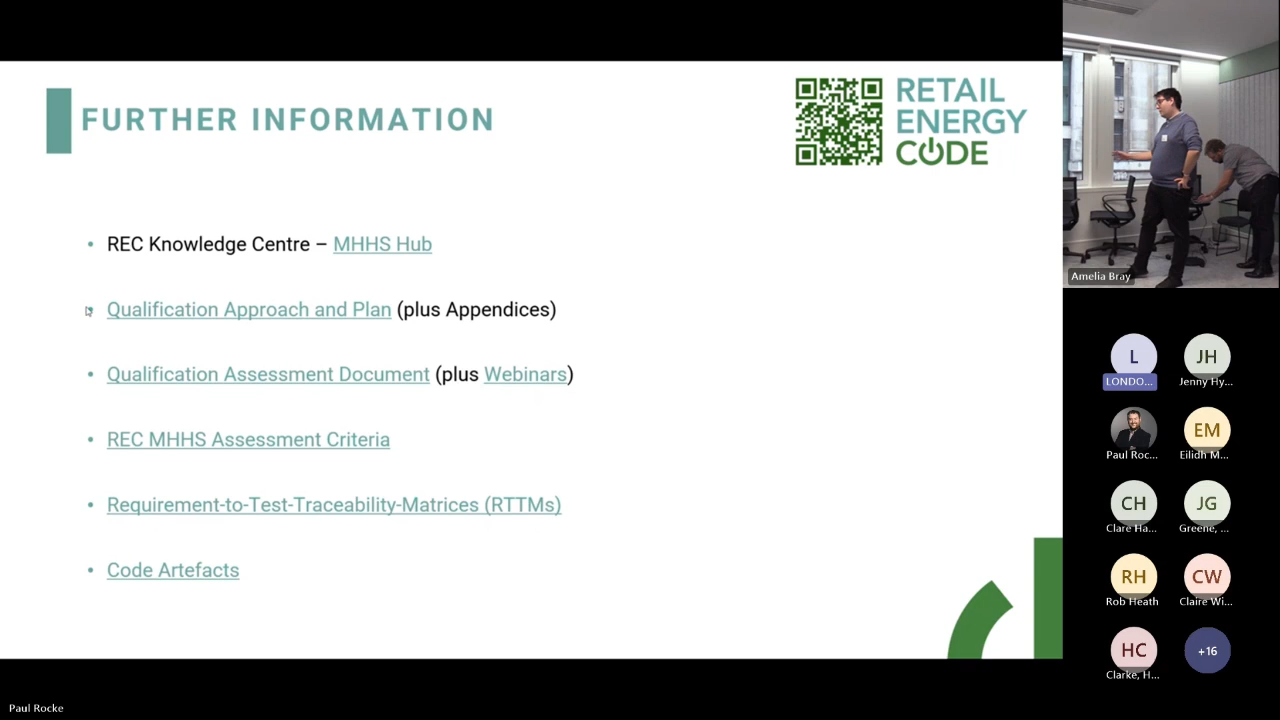 FURTHER INFORMATION
RETAIL
ENERGY
CODE
• REC Knowledge Centre – MHHS Hub
• Qualification Approach and Plan (plus Appendices)
• Qualification Assessment Document (plus Webinars)
• REC MHHS Assessment Criteria
• Requirement-to-Test-Traceability-Matrices (RTTMs)
• Code Artefacts
Amelia Bray
L
LONDO...
JH
Jenny Hy...
Paul Roc...
EM
Eilidh M...
CH
Clare Ha...
JG
Greene, ...
RH
Rob Heath
CW
Claire Wi...
HC
Clarke, H...
+16
Paul Rocke